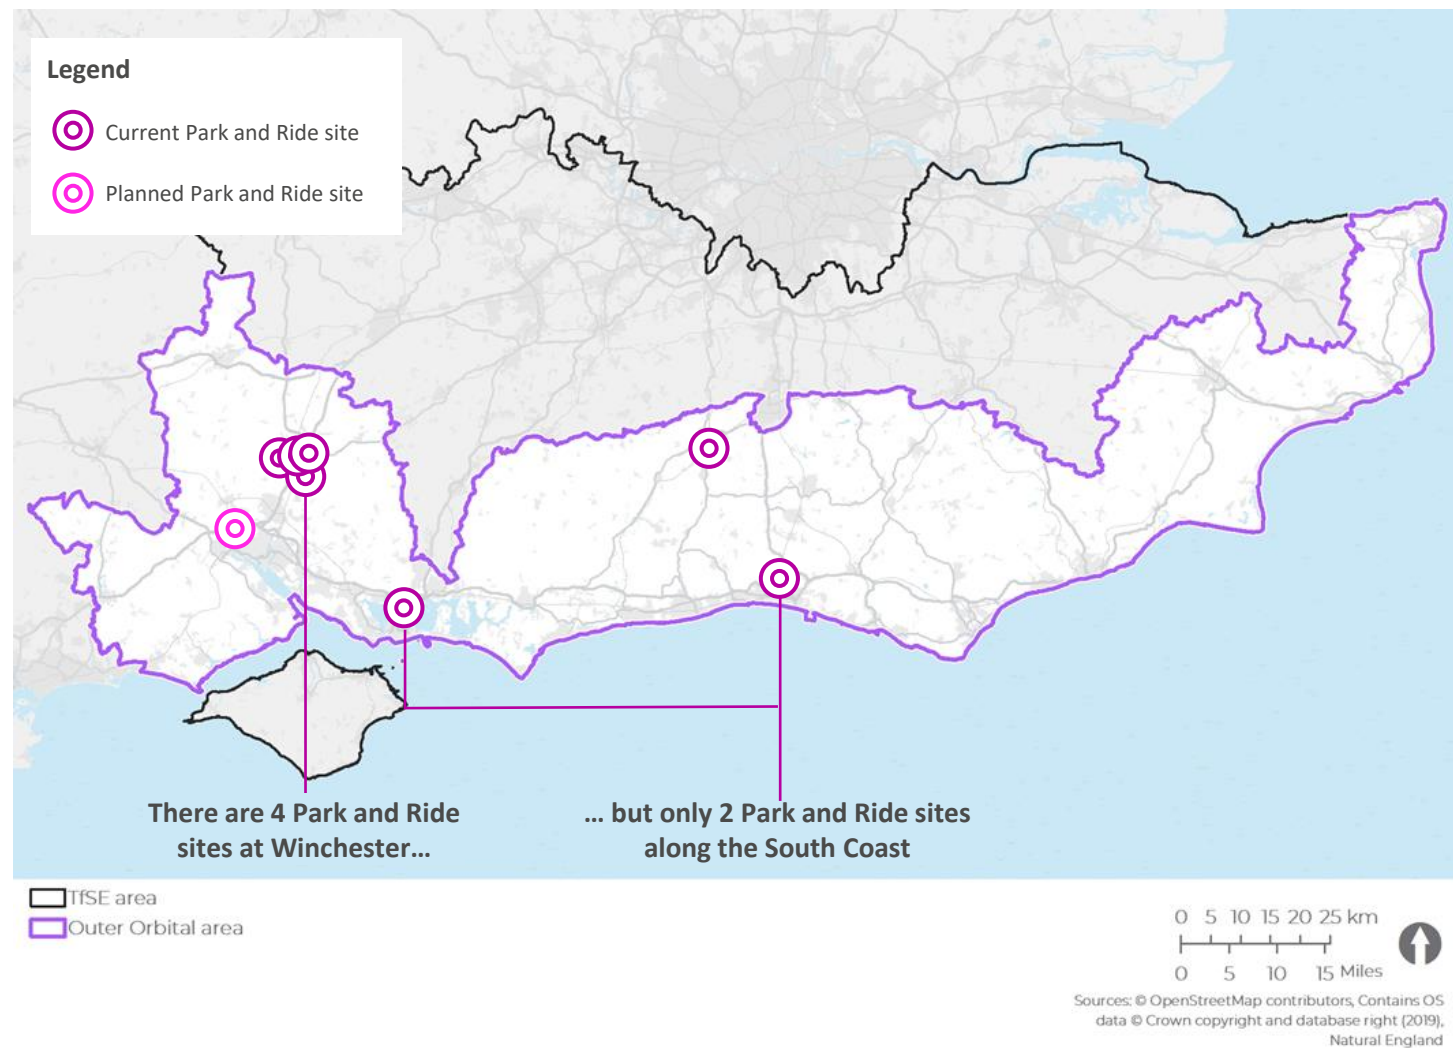 Legend
Current Park and Ride site
Planned Park and Ride site
There are 4 Park and Ride
sites at Winchester...
... but only 2 Park and Ride sites
along the South Coast
TfSE area
Outer Orbital area
0 5 10 15 20 25 km
0 5 10 15 Miles
Sources: © OpenStreetMap contributors, Contains OS
data © Crown copyright and database right (2019),
Natural England